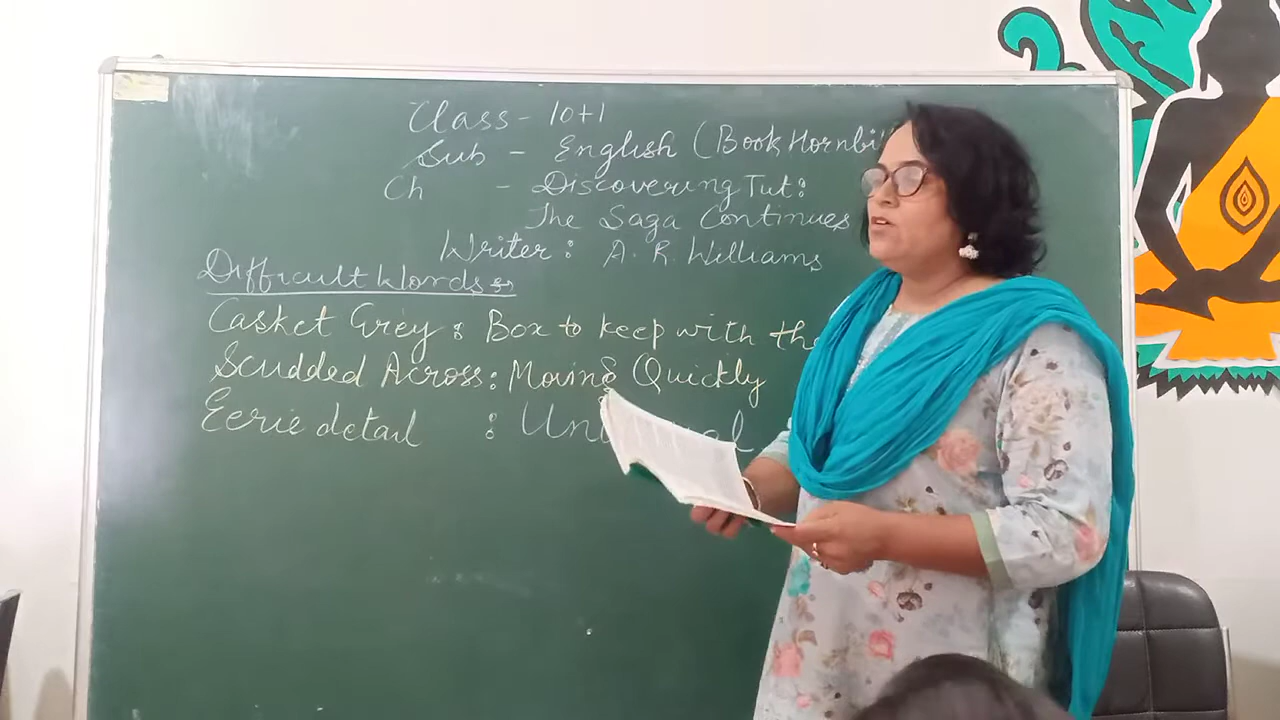 Class - 10+1
Sub - English (Book Hornbi
Ch - Discovering Tut:
The Saga Continues
Writer: A. R. Williams
Difficult Words :→
Casket Grey : Box to keep with the
Scudded Across : Moving Quickly
Eerie detail :